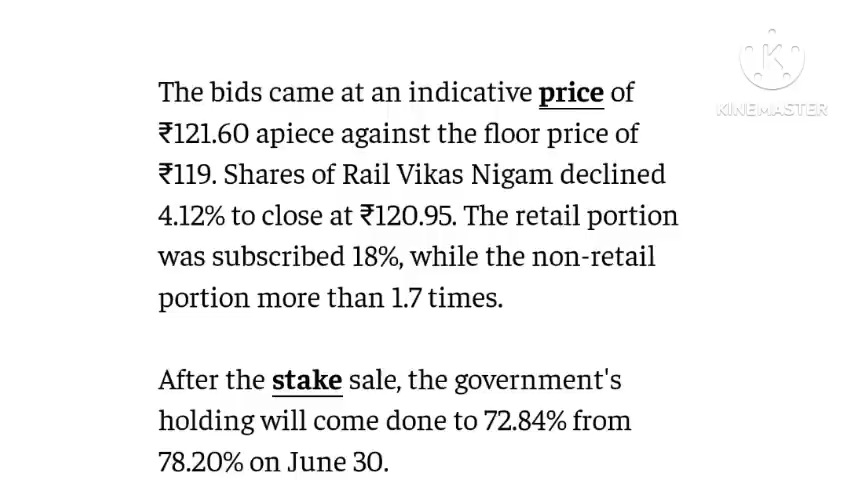 KINEMASTER
The bids came at an indicative price of
₹121.60 apiece against the floor price of
₹119. Shares of Rail Vikas Nigam declined
4.12% to close at ₹120.95. The retail portion
was subscribed 18%, while the non-retail
portion more than 1.7 times.
After the stake sale, the government's
holding will come done to 72.84% from
78.20% on June 30.